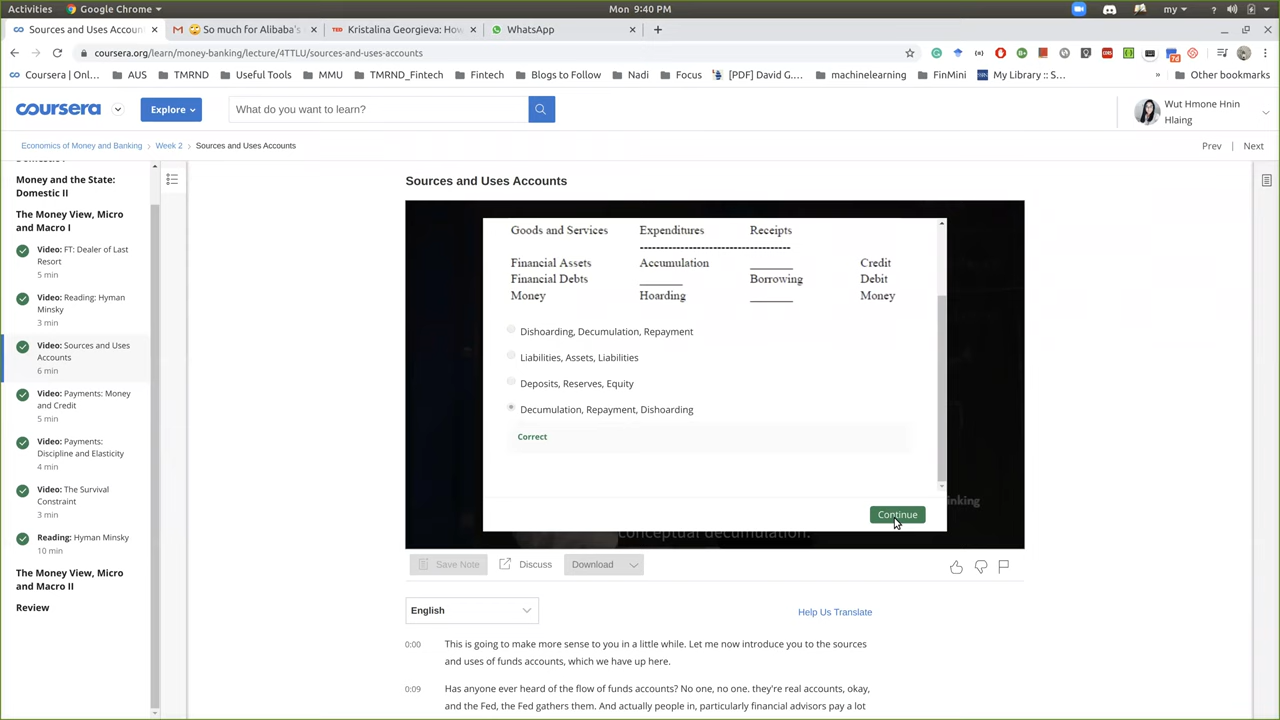 Activities
Google Chrome
Mon 9:40 PM
my
Sources and Uses Accoun
So much for Alibaba's
Kristalina Georgieva: How
WhatsApp
coursera.org/learn/money-banking/lecture/4TTLU/sources-and-uses-accounts
Coursera | Onl...
AUS
TMRND
Useful Tools
MMU
TMRND_Fintech
Fintech
Blogs to Follow
Nadi
Focus
[PDF] David G....
machinelearning
FinMini
My Library :: S...
»
Other bookmarks
coursera
Explore
What do you want to learn?
Wut Hmone Hnin
Hlaing
Economics of Money and Banking
Week 2
Sources and Uses Accounts
Prev
Next
Money and the State:
Domestic II
The Money View, Micro
and Macro I
Video: FT: Dealer of Last
Resort
5 min
Video: Reading: Hyman
Minsky
3 min
Video: Sources and Uses
Accounts
6 min
Video: Payments: Money
and Credit
5 min
Video: Payments:
Discipline and Elasticity
4 min
Video: The Survival
Constraint
3 min
Reading: Hyman Minsky
10 min
The Money View, Micro
and Macro II
Review
Sources and Uses Accounts
Goods and Services Expenditures Receipts
Financial Assets Accumulation ______ Credit
Financial Debts ______ Borrowing Debit
Money Hoarding ______ Money
Dishoarding, Decumulation, Repayment
Liabilities, Assets, Liabilities
Deposits, Reserves, Equity
Decumulation, Repayment, Dishoarding
Correct
Continue
conceptual decumulation.
Save Note
Discuss
Download
English
Help Us Translate
0:00
This is going to make more sense to you in a little while. Let me now introduce you to the sources
and uses of funds accounts, which we have up here.
0:09
Has anyone ever heard of the flow of funds accounts? No one, no one. they're real accounts, okay,
and the Fed, the Fed gathers them. And actually people in, particularly financial advisors pay a lot